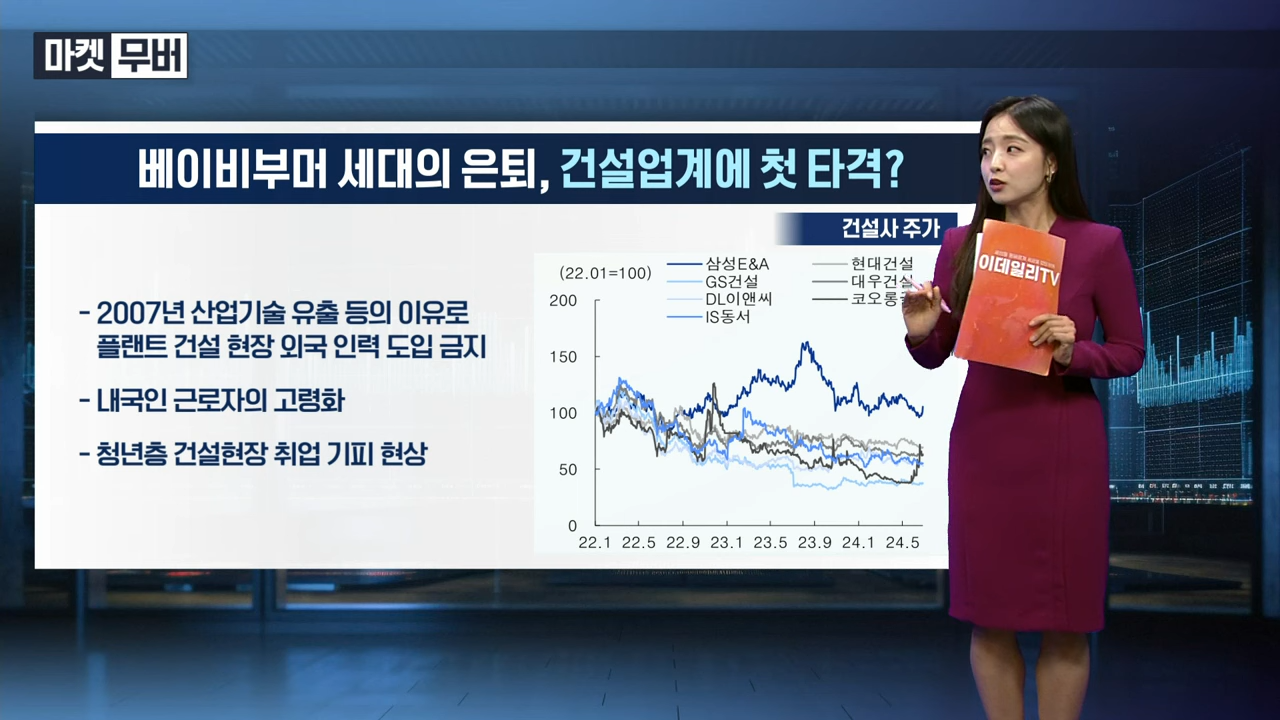 마켓무버
베이비부머 세대의 은퇴, 건설업계에 첫 타격?
건설사 주가
- 2007년 산업기술 유출 등의 이유로
플랜트 건설 현장 외국 인력 도입 금지
- 내국인 근로자의 고령화
- 청년층 건설현장 취업 기피 현상
(22.01=100)
삼성E&A
현대건설
GS건설
대우건설
DL이앤씨
IS동서
200
150
100
50
0
22.1 22.5 22.9 23.1 23.5 23.9 24.1 24.5
이데일리TV